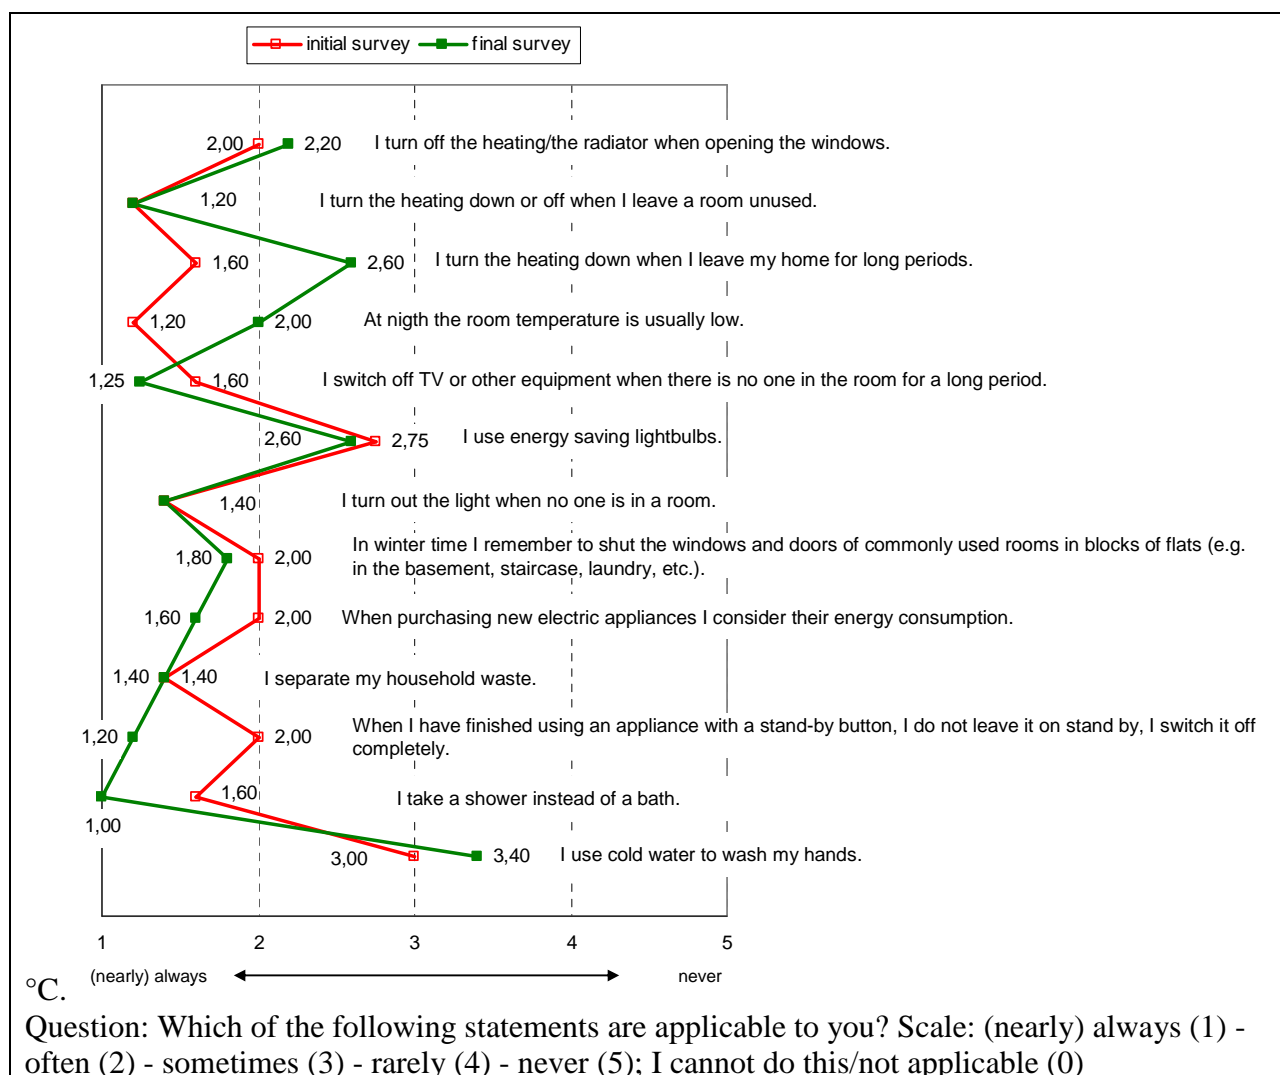 initial survey final survey
2,00 2,20 I turn off the heating/the radiator when opening the windows.
1,20 I turn the heating down or off when I leave a room unused.
1,60 2,60 I turn the heating down when I leave my home for long periods.
1,20 2,00 At nigth the room temperature is usually low.
1,25 1,60 I switch off TV or other equipment when there is no one in the room for a long period.
2,60 2,75 I use energy saving lightbulbs.
1,40 I turn out the light when no one is in a room.
1,80 2,00 In winter time I remember to shut the windows and doors of commonly used rooms in blocks of flats (e.g.
in the basement, staircase, laundry, etc.).
1,60 2,00 When purchasing new electric appliances I consider their energy consumption.
1,40 1,40 I separate my household waste.
1,20 2,00 When I have finished using an appliance with a stand-by button, I do not leave it on stand by, I switch it off
completely.
1,60 I take a shower instead of a bath.
1,00
3,00 3,40 I use cold water to wash my hands.
1 2 3 4 5
(nearly) always never
°C.
Question: Which of the following statements are applicable to you? Scale: (nearly) always (1) -
often (2) - sometimes (3) - rarely (4) - never (5); I cannot do this/not applicable (0)